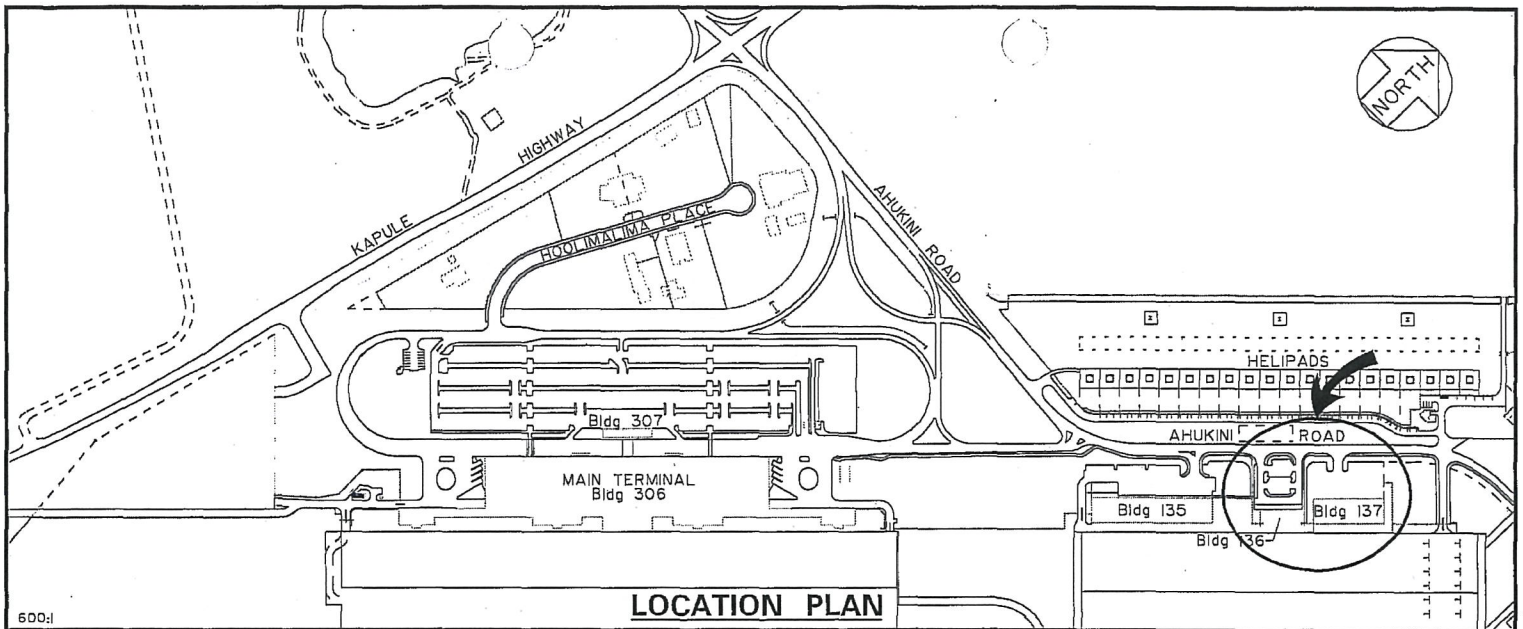 NORTH
KAPULE
HIGHWAY
HOOLIMALIMA PLACE
AHUKINI ROAD
HELIPADS
AHUKINI ROAD
Bldg 307
MAIN TERMINAL
Bldg 306
Bldg 135
Bldg 136
Bldg 137
LOCATION PLAN
600:1